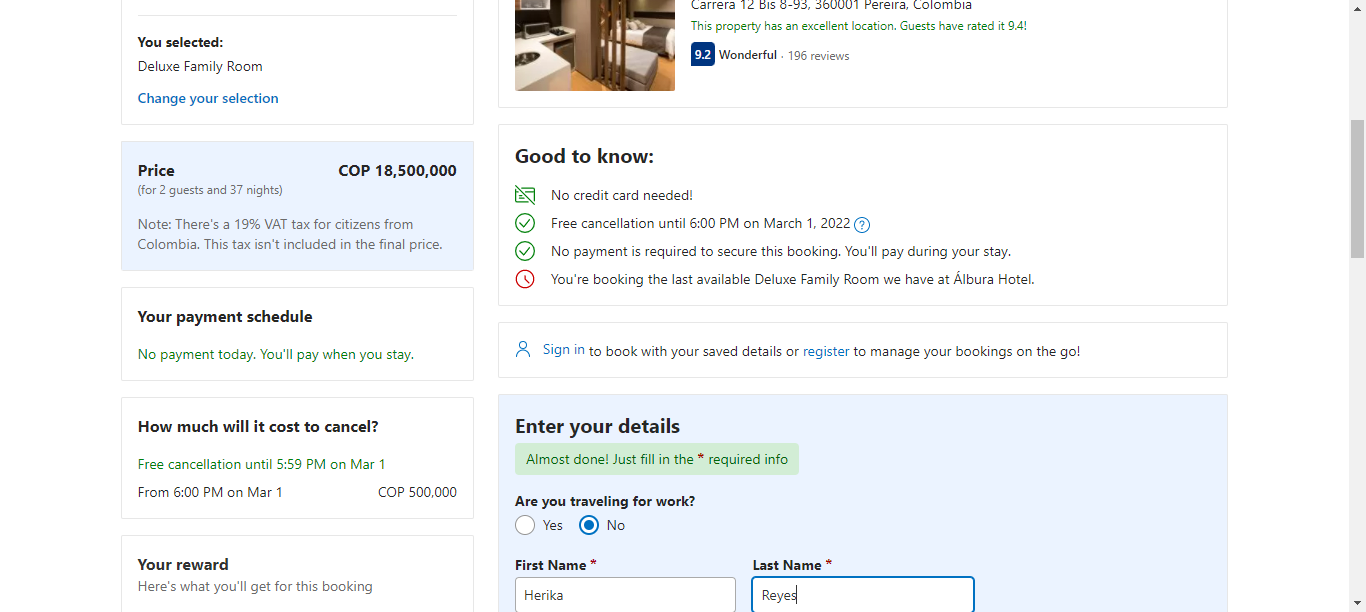 You selected:
Deluxe Family Room
Change your selection
Price COP 18,500,000
(for 2 guests and 37 nights)
Note: There's a 19% VAT tax for citizens from
Colombia. This tax isn't included in the final price.
Your payment schedule
No payment today. You'll pay when you stay.
How much will it cost to cancel?
Free cancellation until 5:59 PM on Mar 1
From 6:00 PM on Mar 1 COP 500,000
Your reward
Here's what you'll get for this booking
Carrera 12 Bis 8-93, 360001 Pereira, Colombia
This property has an excellent location. Guests have rated it 9.4!
9.2 Wonderful · 196 reviews
Good to know:
No credit card needed!
Free cancellation until 6:00 PM on March 1, 2022 ?
No payment is required to secure this booking. You'll pay during your stay.
You're booking the last available Deluxe Family Room we have at Álbura Hotel.
Sign in to book with your saved details or register to manage your bookings on the go!
Enter your details
Almost done! Just fill in the * required info
Are you traveling for work?
Yes No
First Name * Last Name *
Herika Reyes